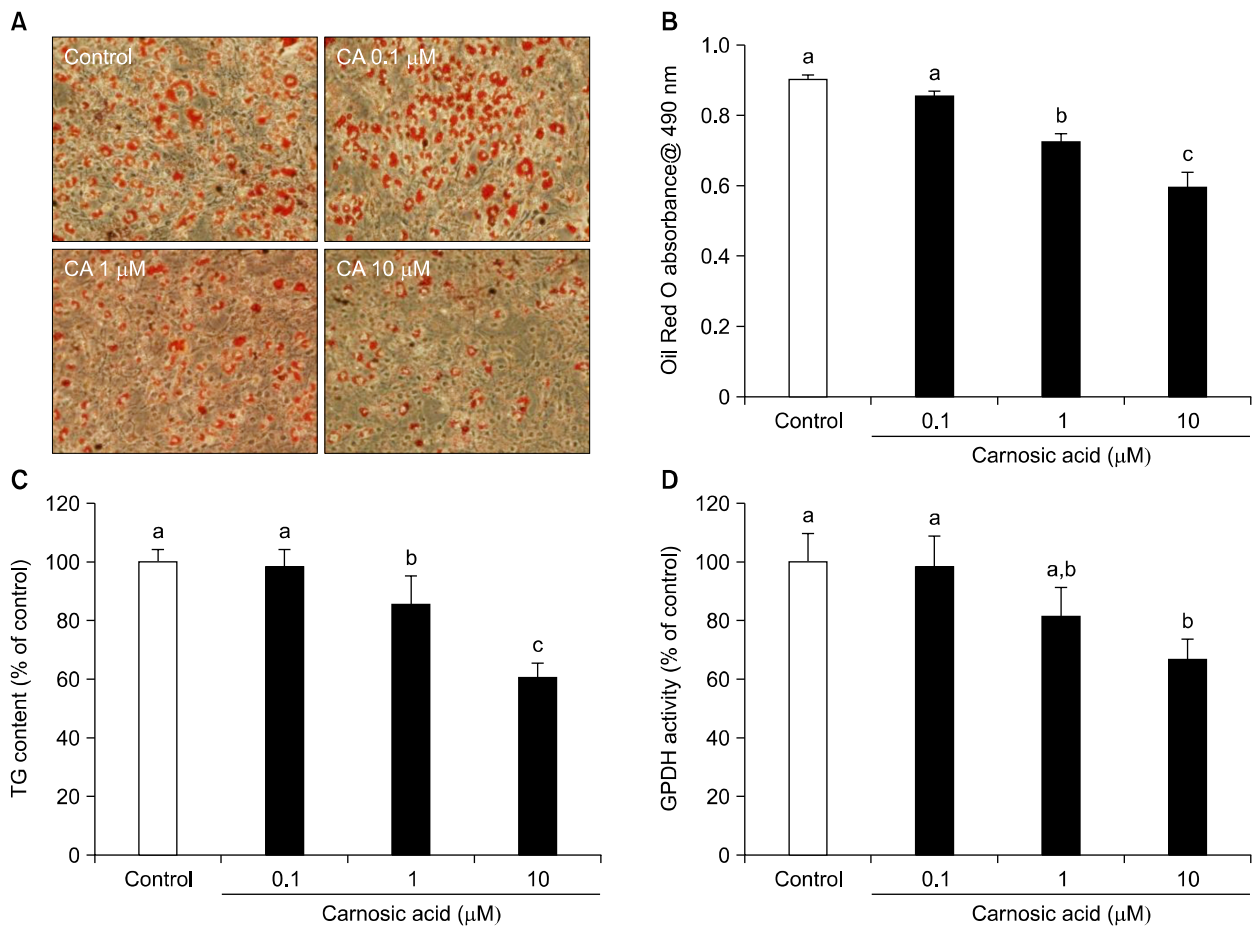 A
Control
CA 0.1 μM
CA 1 μM
CA 10 μM
B
Oil Red O absorbance@ 490 nm
1.0
0.8
0.6
0.4
0.2
0
a
a
b
c
Control
0.1
1
10
Carnosic acid (μM)
C
TG content (% of control)
120
100
80
60
40
20
0
a
a
b
c
Control
0.1
1
10
Carnosic acid (μM)
D
GPDH activity (% of control)
120
100
80
60
40
20
0
a
a
a,b
b
Control
0.1
1
10
Carnosic acid (μM)